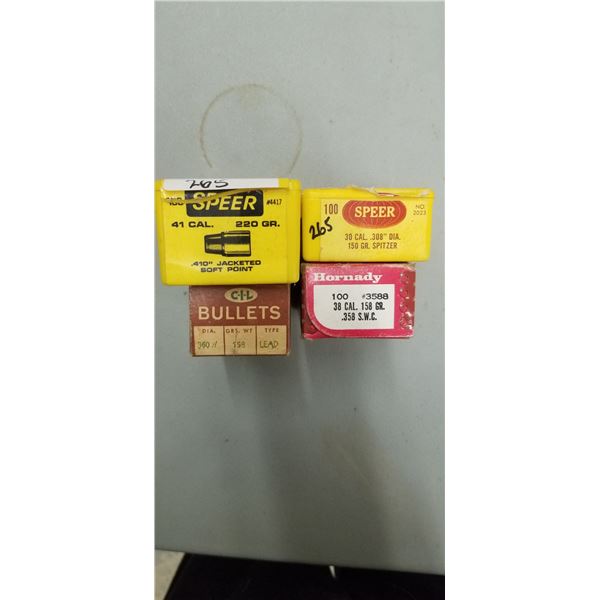 265
100 SPEER #4417
41 CAL. 220 GR.
.410" JACKETED
SOFT POINT
100 SPEER NO. 2023
265
30 CAL. .308" DIA.
150 GR. SPITZER
C-I-L
BULLETS
DIA. GRS. WT TYPE
360 158 LEAD
Hornady
100 #3588
38 CAL. 158 GR.
.358 S.W.C.